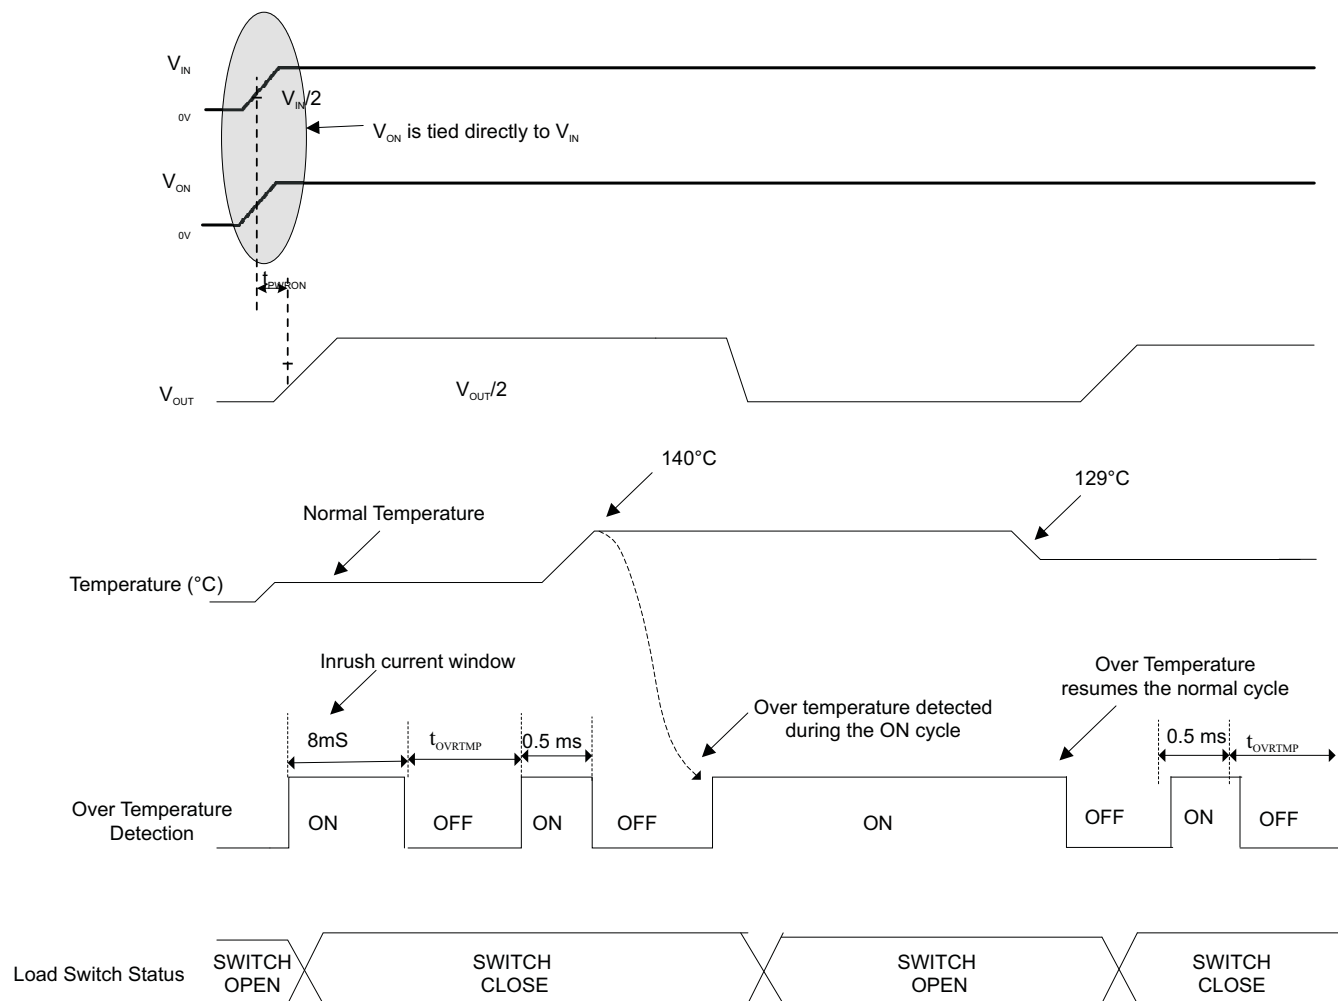 VIN
VIN/2
0V
VON is tied directly to VIN
VON
0V
tPWRON
VOUT
VOUT/2
140°C
129°C
Normal Temperature
Temperature (°C)
Inrush current window
Over Temperature
resumes the normal cycle
Over temperature detected
during the ON cycle
8mS
tOVRTMP
0.5 ms
0.5 ms
tOVRTMP
Over Temperature
Detection
ON
OFF
ON
OFF
ON
OFF
ON
OFF
Load Switch Status
SWITCH
OPEN
SWITCH
CLOSE
SWITCH
OPEN
SWITCH
CLOSE